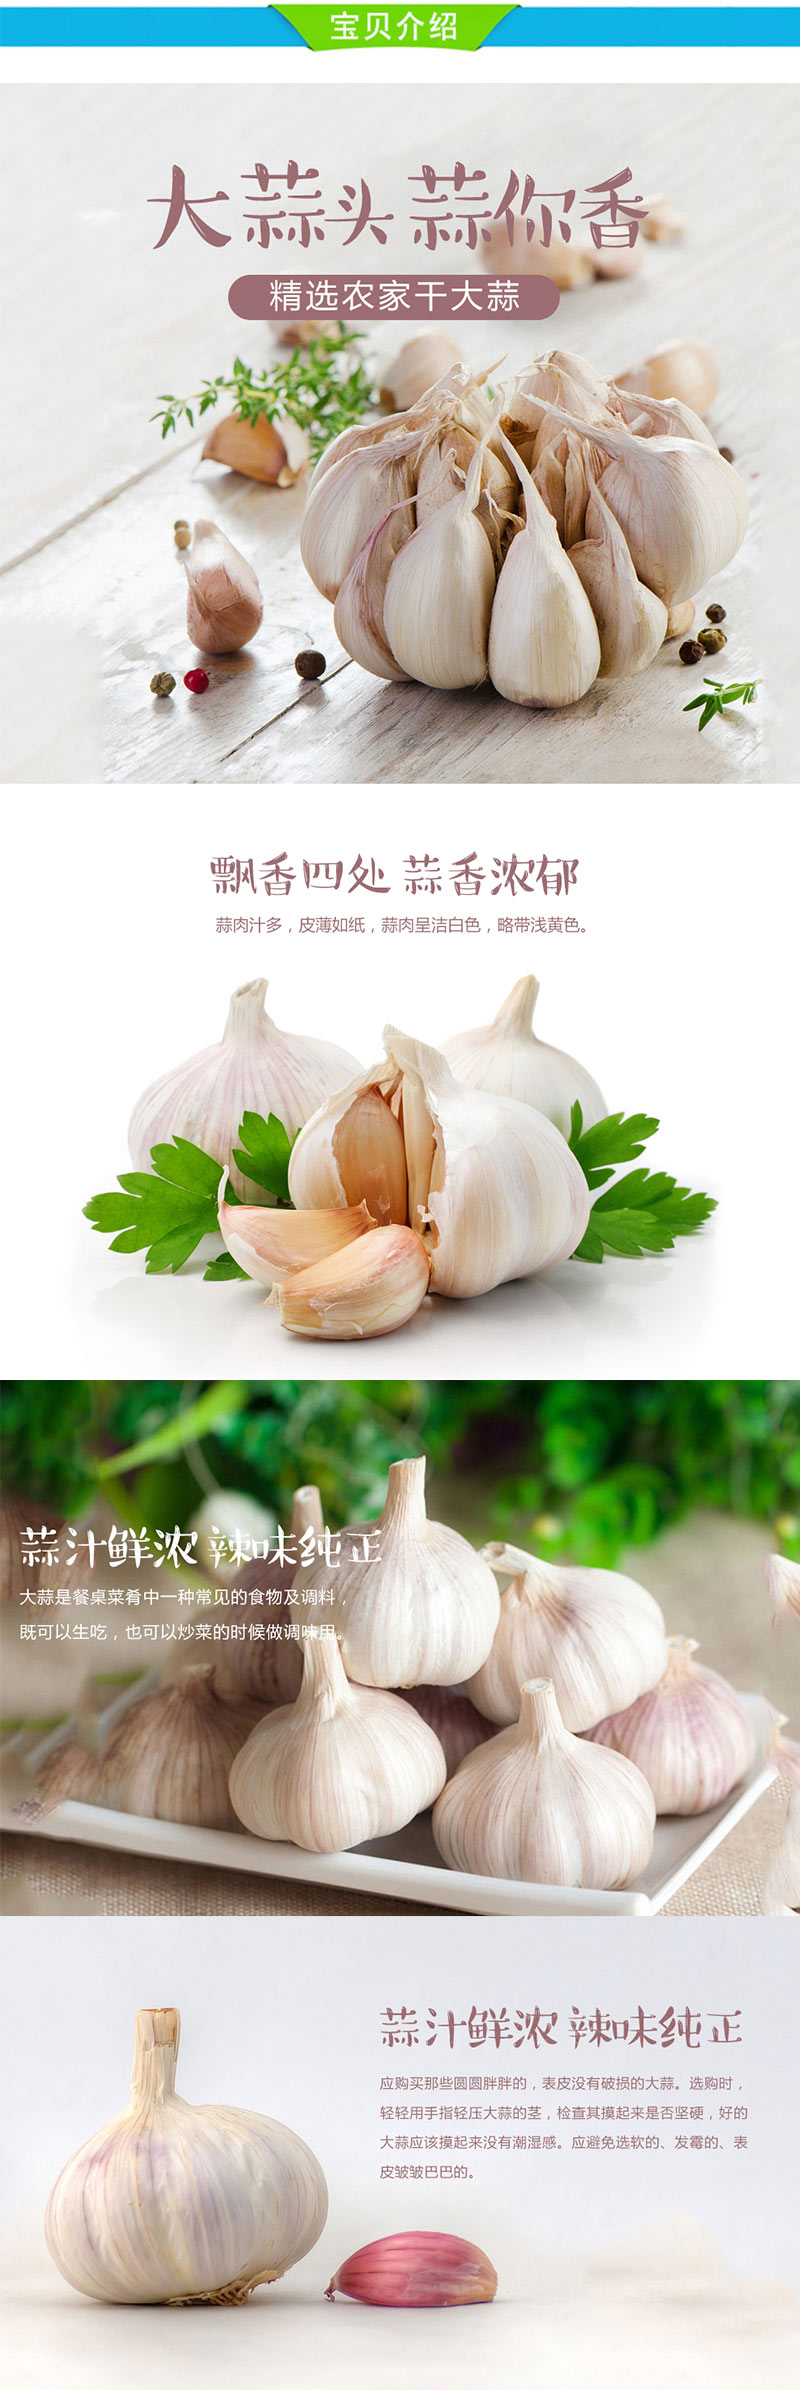 宝贝介绍
大蒜头 蒜你香
精选农家干大蒜
飘香四处 蒜香浓郁
蒜肉汁多，皮薄如纸，蒜肉呈洁白色，略带浅黄色。
蒜汁鲜浓 辣味纯正
大蒜是餐桌菜肴中一种常见的食物及调料，
既可以生吃，也可以炒菜的时候做调味用。
蒜汁鲜浓 辣味纯正
应购买那些圆圆胖胖的，表皮没有破损的大蒜。选购时，
轻轻用手指轻压大蒜的茎，检查其摸起来是否坚硬，好的
大蒜应该摸起来没有潮湿感。应避免选软的、发霉的、表
皮皱皱巴巴的。